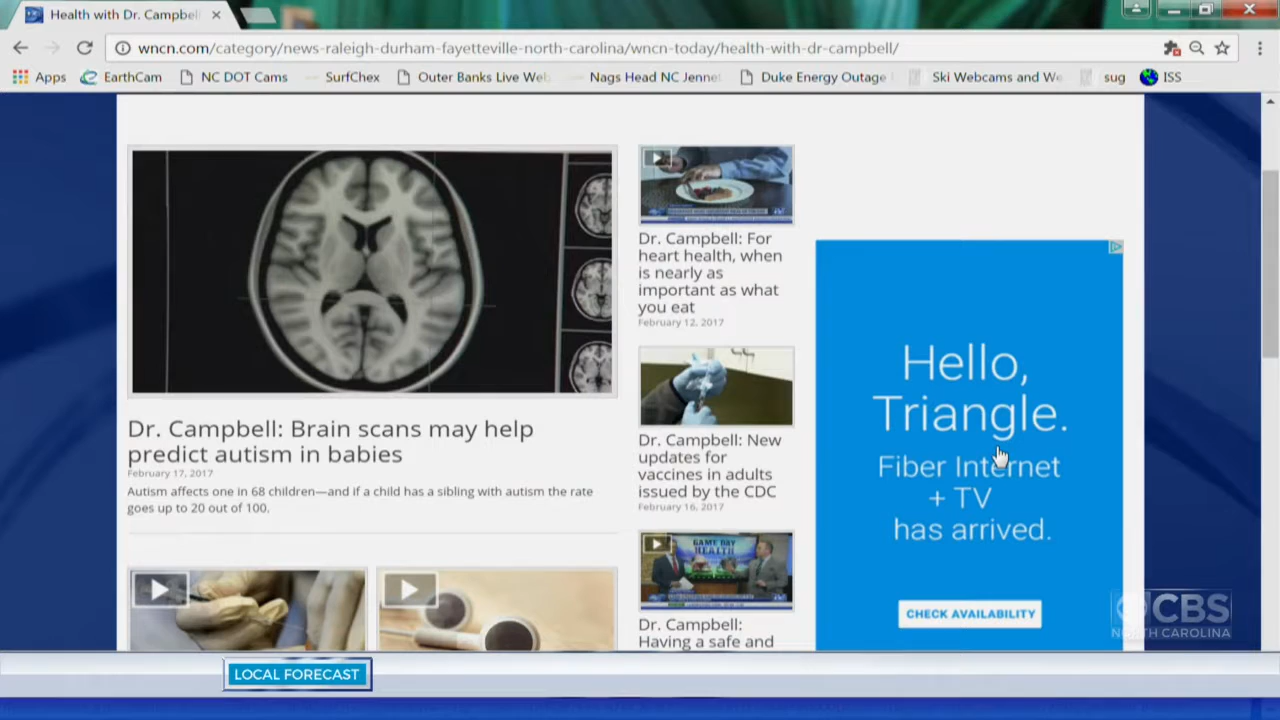 Health with Dr. Campbel
wncn.com/category/news-raleigh-durham-fayetteville-north-carolina/wncn-today/health-with-dr-campbell/
Apps EarthCam NC DOT Cams SurfChex Outer Banks Live Web Nags Head NC Jennet Duke Energy Outage Ski Webcams and We sug ISS
Dr. Campbell: Brain scans may help
predict autism in babies
February 17, 2017
Autism affects one in 68 children—and if a child has a sibling with autism the rate
goes up to 20 out of 100.
Dr. Campbell: For
heart health, when
is nearly as
important as what
you eat
February 12, 2017
Dr. Campbell: New
updates for
vaccines in adults
issued by the CDC
February 16, 2017
GAME DAY
HEALTH
Dr. Campbell:
Having a safe and
Hello,
Triangle.
Fiber Internet
+ TV
has arrived.
CHECK AVAILABILITY
CBS
NORTH CAROLINA
LOCAL FORECAST